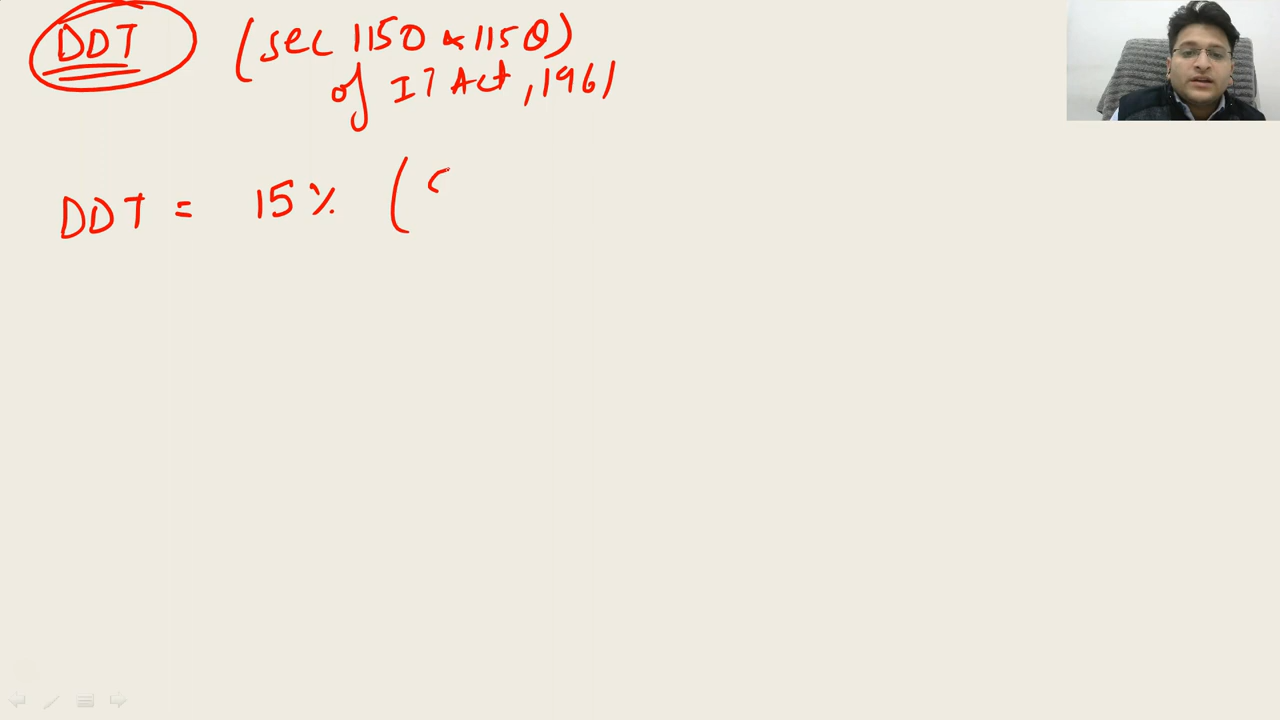 DDT (sec 115O & 115Q)
of IT Act, 1961
DDT = 15% (